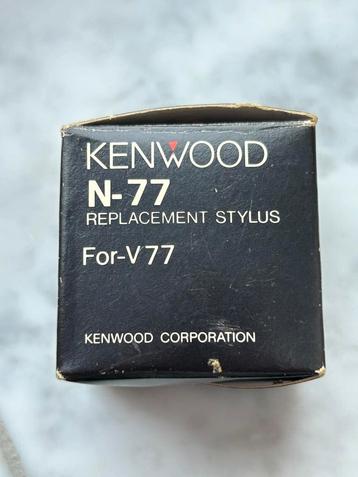 KENWOOD
N-77
REPLACEMENT STYLUS
For-V77
KENWOOD CORPORATION